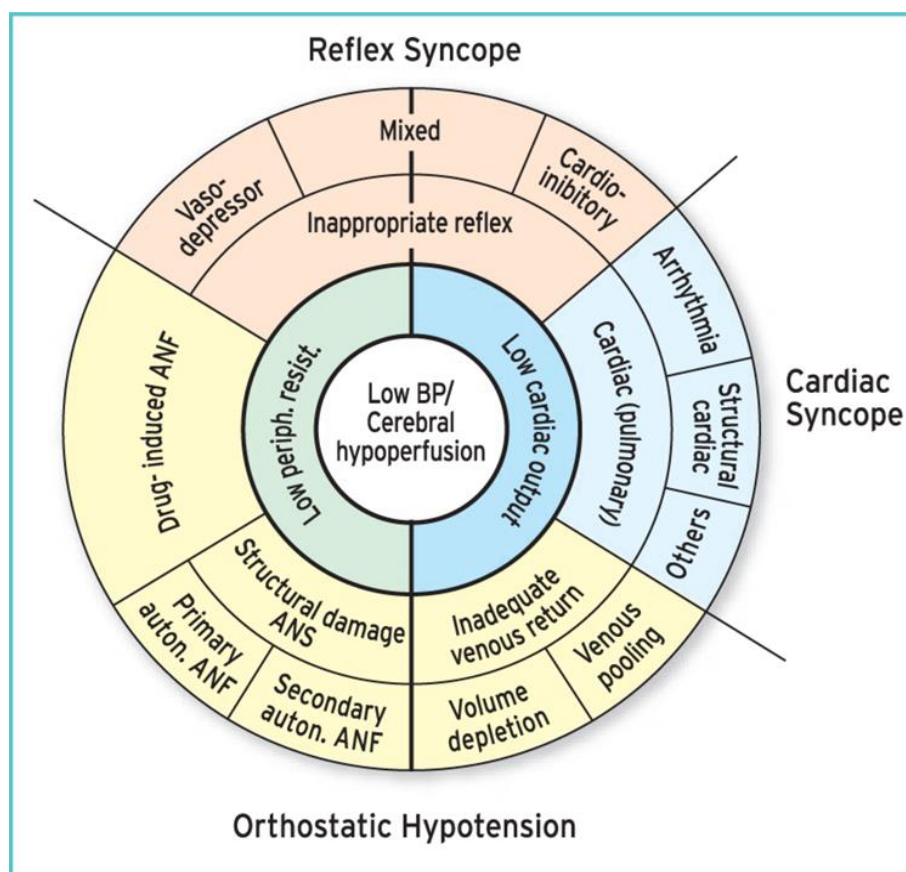 Reflex Syncope
Mixed
Vaso-
depressor
Cardio-
inibitory
Inappropriate reflex
Arrhythmia
Structural
cardiac
Others
Cardiac (pulmonary)
Cardiac
Syncope
Low periph. resist.
Low cardiac output
Low BP/
Cerebral
hypoperfusion
Drug- induced ANF
Structural damage
ANS
Primary
auton. ANF
Secondary
auton. ANF
Inadequate
venous return
Volume
depletion
Venous
pooling
Orthostatic Hypotension